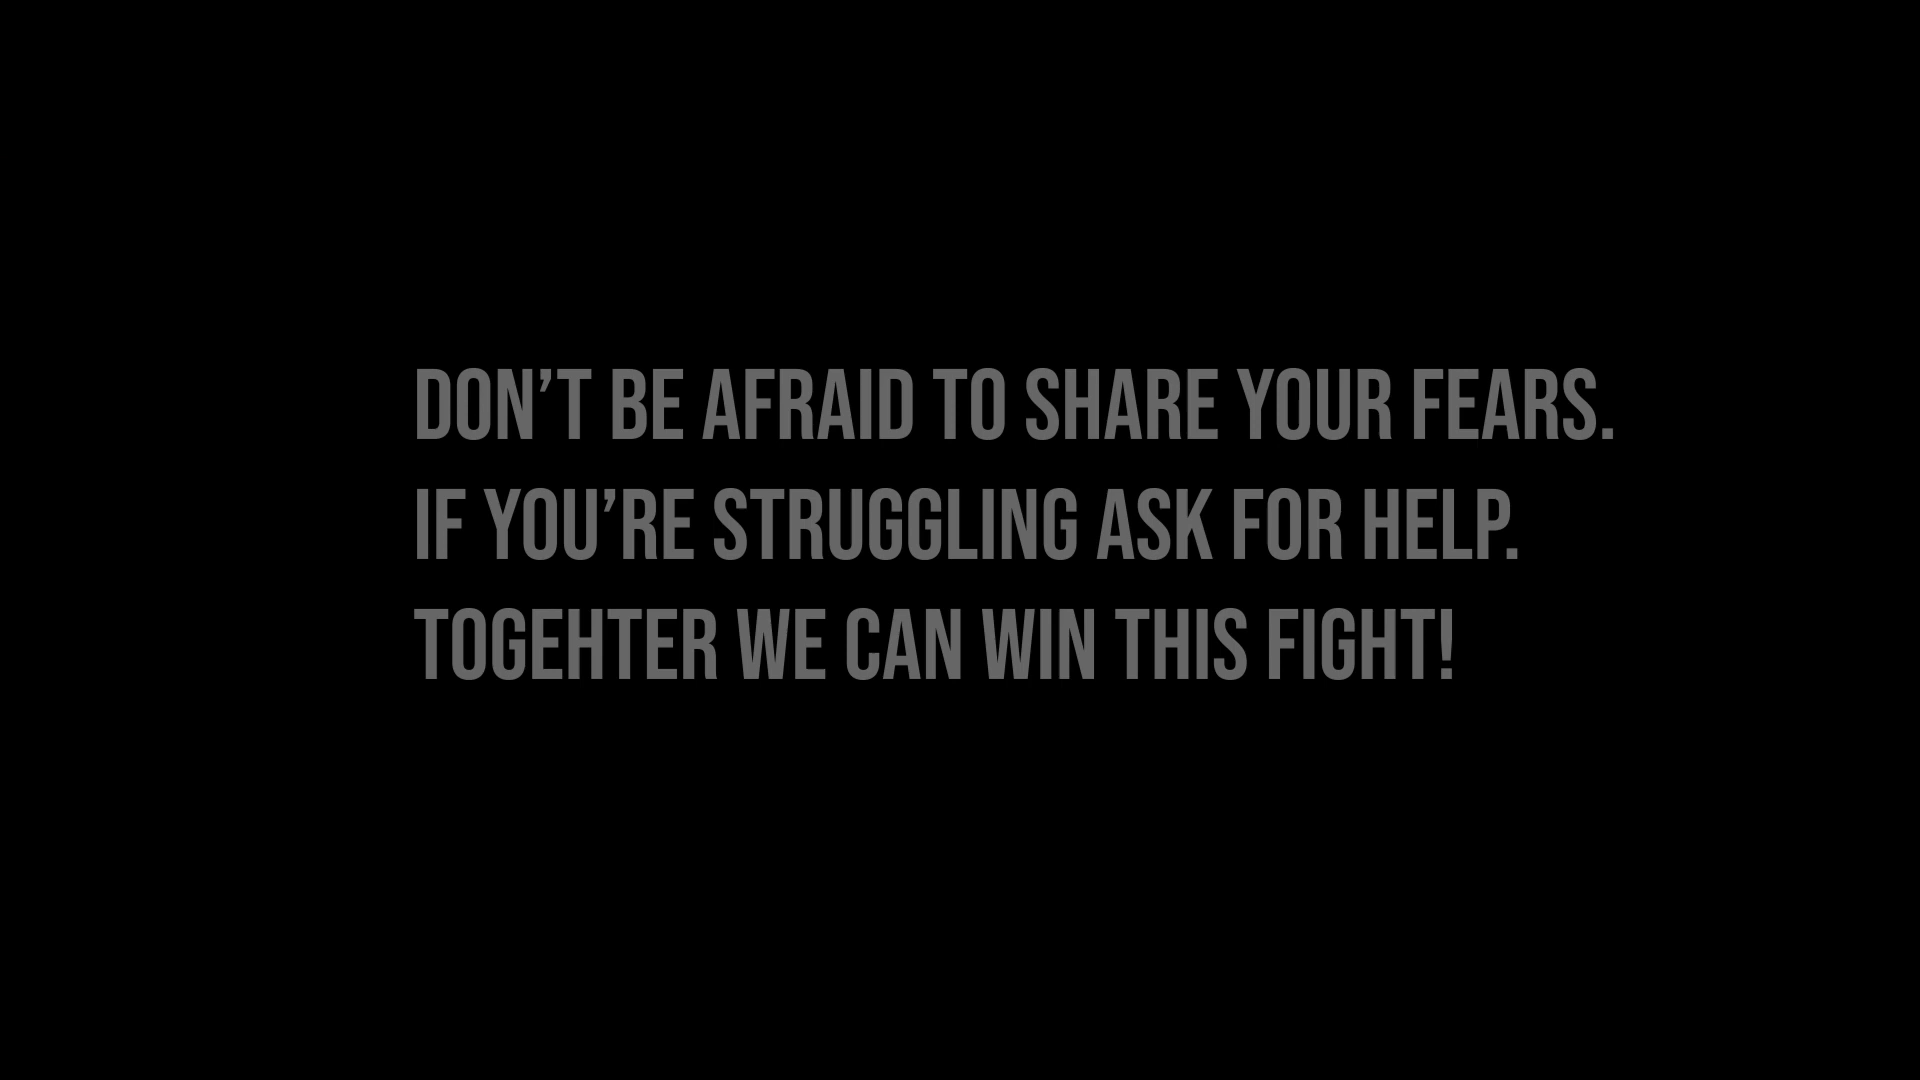 DON’T BE AFRAID TO SHARE YOUR FEARS.
IF YOU’RE STRUGGLING ASK FOR HELP.
TOGEHTER WE CAN WIN THIS FIGHT!